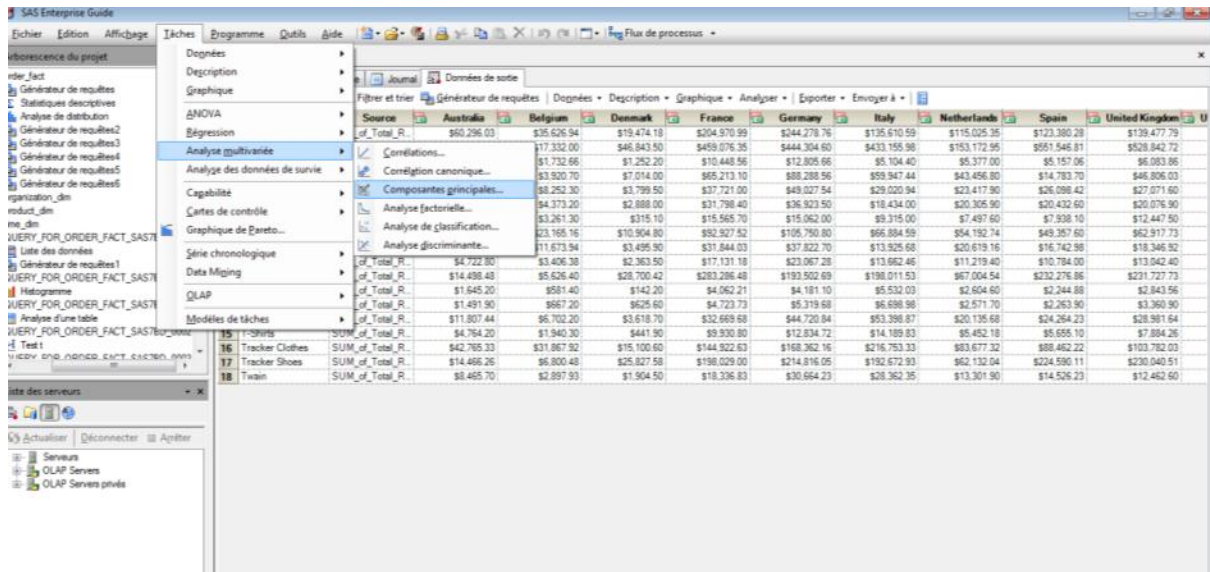 SAS Enterprise Guide
Fichier Edition Affichage Tâches Programme Outils Aide Flux de processus
rborescence du projet
rder_fact
Générateur de requêtes
Statistiques descriptives
Analyse de distribution
Générateur de requêtes2
Générateur de requêtes3
Générateur de requêtes4
Générateur de requêtes5
Générateur de requêtes6
rganization_dim
roduct_dim
me_dim
QUERY_FOR_ORDER_FACT_SAS7B
Liste des données
Générateur de requêtes1
QUERY_FOR_ORDER_FACT_SAS7B
Histogramme
QUERY_FOR_ORDER_FACT_SAS7B
Analyse d'une table
QUERY_FOR_ORDER_FACT_SAS7BD_0002
Test t
QUERY_FOR_ORDER_FACT_SAS7BD_0003
iste des serveurs
Actualiser Déconnecter Arrêter
Serveurs
OLAP Servers
OLAP Servers privés
Données
Description
Graphique
ANOVA
Régression
Analyse multivariée
Analyse des données de survie
Capabilité
Cartes de contrôle
Graphique de Pareto...
Série chronologique
Data Mining
OLAP
Modèles de tâches
Corrélations...
Corrélation canonique...
Composantes principales...
Analyse factorielle...
Analyse de classification...
Analyse discriminante...
e Journal Données de sortie
Filtrer et trier Générateur de requêtes Données Description Graphique Analyser Exporter Envoyer à
Source Australia Belgium Denmark France Germany Italy Netherlands Spain United Kingdom U
_of_Total_R... $60,296.03 $35,626.94 $19,474.18 $204,970.99 $244,278.76 $135,610.59 $115,025.35 $123,380.28 $139,477.79
$17,332.00 $46,843.50 $459,076.35 $444,304.60 $433,155.98 $153,172.95 $551,546.81 $528,842.72
$1,732.66 $1,252.20 $10,448.56 $12,805.66 $5,104.40 $5,377.00 $5,157.06 $6,083.86
$3,920.70 $7,014.00 $65,213.10 $88,288.56 $59,947.44 $43,456.80 $14,783.70 $46,806.03
$8,252.30 $3,799.50 $37,721.00 $49,027.54 $29,020.94 $23,417.90 $26,098.42 $27,071.60
$4,373.20 $2,888.00 $31,798.40 $36,923.50 $18,434.00 $20,305.90 $20,432.60 $20,076.90
$3,261.30 $315.10 $15,565.70 $15,062.00 $9,315.00 $7,497.60 $7,938.10 $12,447.50
$23,165.16 $10,904.80 $92,927.52 $105,750.80 $66,884.59 $54,192.74 $49,357.60 $62,917.73
$11,673.94 $3,495.90 $31,844.03 $37,822.70 $13,925.68 $20,619.16 $16,742.98 $18,346.92
_of_Total_R... $4,722.80 $3,406.38 $2,363.50 $17,131.18 $23,067.28 $13,662.46 $11,219.40 $10,784.00 $13,042.40
_of_Total_R... $14,498.48 $5,626.40 $28,700.42 $283,286.48 $193,502.69 $198,011.53 $67,004.54 $232,276.86 $231,727.73
_of_Total_R... $1,645.20 $581.40 $142.20 $4,062.21 $4,181.10 $5,532.03 $2,604.60 $2,244.88 $2,843.56
_of_Total_R... $1,491.90 $667.20 $625.60 $4,723.73 $5,319.68 $6,698.98 $2,571.70 $2,263.90 $3,360.90
_of_Total_R... $11,807.44 $6,702.20 $3,618.70 $32,669.68 $44,720.84 $53,398.87 $20,135.68 $24,264.23 $28,981.64
15 T-Shirts SUM_of_Total_R... $4,764.20 $1,940.30 $441.90 $9,930.80 $12,834.72 $14,189.83 $5,452.18 $5,655.10 $7,884.26
16 Tracker Clothes SUM_of_Total_R... $42,765.33 $31,867.92 $15,100.60 $144,922.63 $168,362.16 $216,753.33 $83,677.32 $88,462.22 $103,782.03
17 Tracker Shoes SUM_of_Total_R... $14,466.26 $6,800.48 $25,827.58 $198,029.00 $214,816.05 $192,672.93 $62,132.04 $224,590.11 $230,040.51
18 Twain SUM_of_Total_R... $8,465.70 $2,897.93 $1,904.50 $18,336.83 $30,664.23 $28,362.35 $13,301.90 $14,526.23 $12,462.60